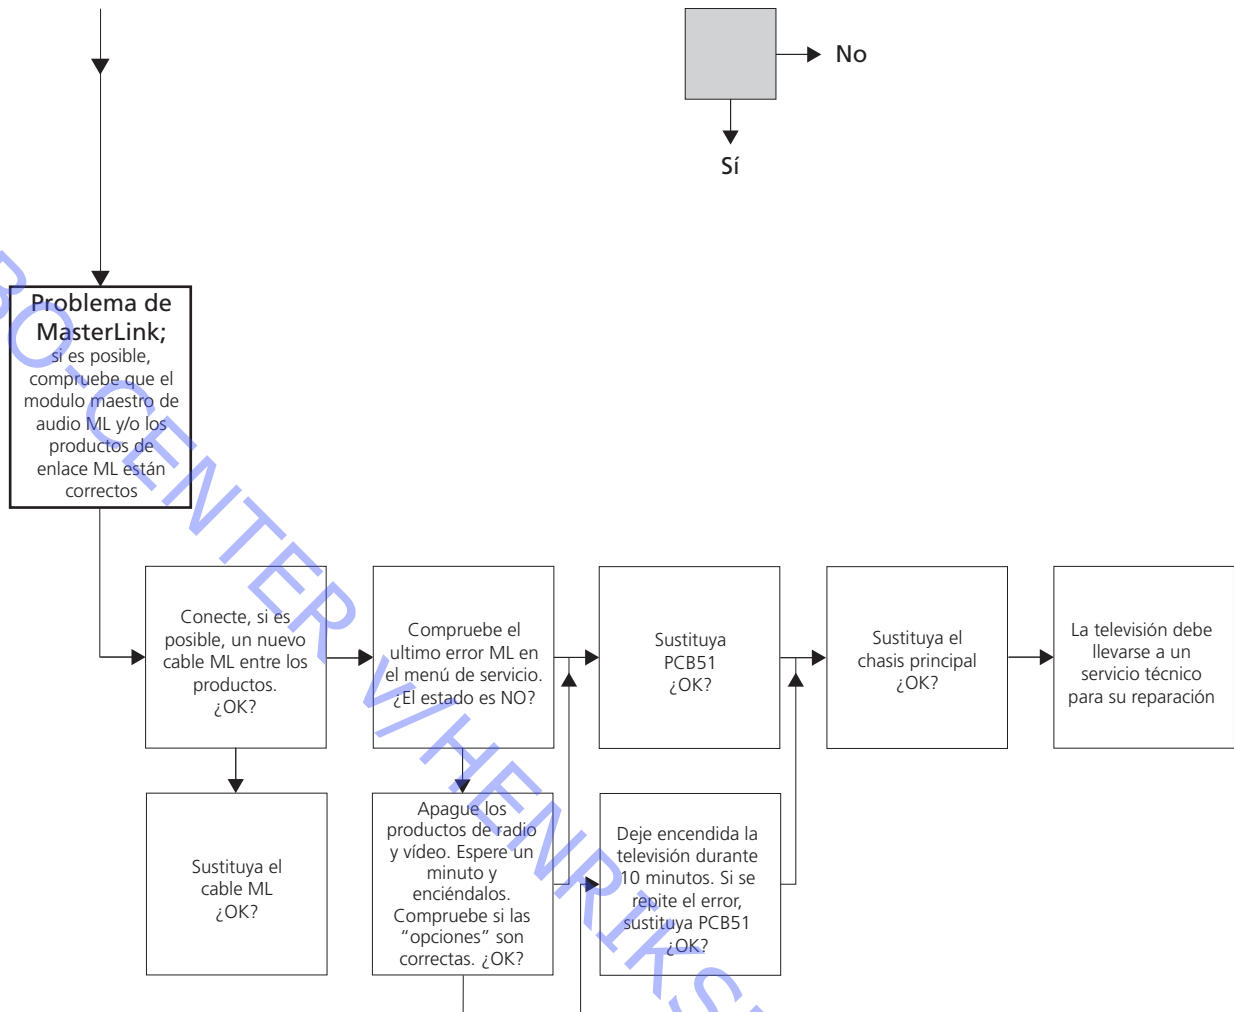 No
Sí
Problema de
MasterLink;
si es posible,
compruebe que el
modulo maestro de
audio ML y/o los
productos de
enlace ML están
correctos
Conecte, si es
posible, un nuevo
cable ML entre los
productos.
¿OK?
Compruebe el
ultimo error ML en
el menú de servicio.
¿El estado es NO?
Sustituya
PCB51
¿OK?
Sustituya el
chasis principal
¿OK?
La televisión debe
llevarse a un
servicio técnico
para su reparación
Sustituya el
cable ML
¿OK?
Apague los
productos de radio
y vídeo. Espere un
minuto y
enciéndalos.
Compruebe si las
“opciones” son
correctas. ¿OK?
Deje encendida la
televisión durante
10 minutos. Si se
repite el error,
sustituya PCB51
¿OK?
BO-CENTER v/HENRIKS